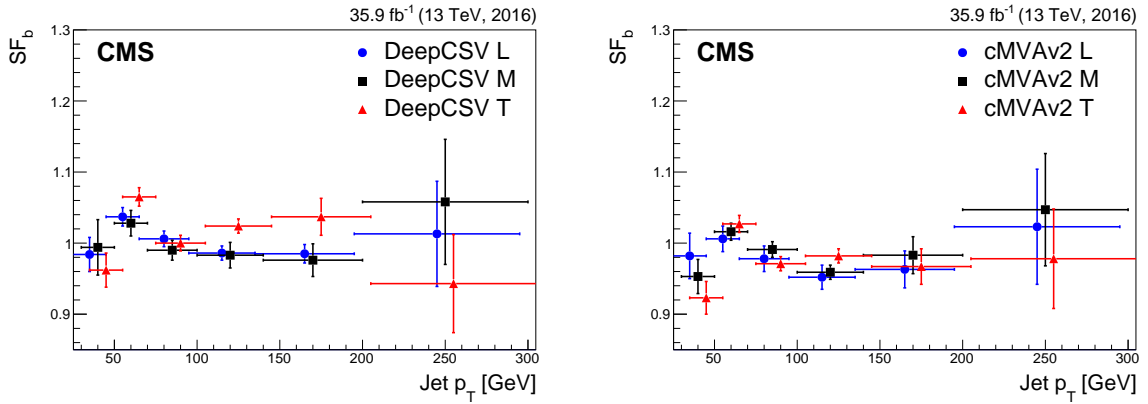 35.9 fb⁻¹ (13 TeV, 2016)
SF_b
CMS
DeepCSV L
DeepCSV M
DeepCSV T
1.3
1.2
1.1
1
0.9
50 100 150 200 250 300
Jet p_T [GeV]
35.9 fb⁻¹ (13 TeV, 2016)
SF_b
CMS
cMVAv2 L
cMVAv2 M
cMVAv2 T
1.3
1.2
1.1
1
0.9
50 100 150 200 250 300
Jet p_T [GeV]